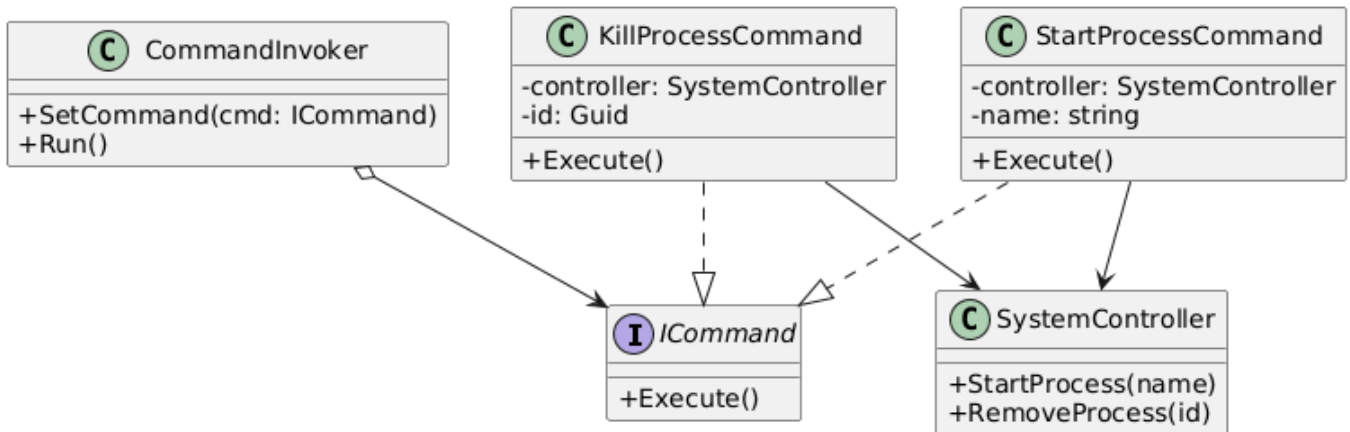 C CommandInvoker
+SetCommand(cmd: ICommand)
+Run()
C KillProcessCommand
-controller: SystemController
-id: Guid
+Execute()
C StartProcessCommand
-controller: SystemController
-name: string
+Execute()
I ICommand
+Execute()
C SystemController
+StartProcess(name)
+RemoveProcess(id)